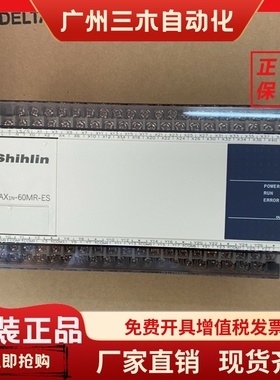 广州三木自动化
DELTA
正
保
Shihlin
AX1N-60MR-ES
POWER
RUN
ERROR
装正品
免费开具增值税发票
立即抢购
厂家直销 现货